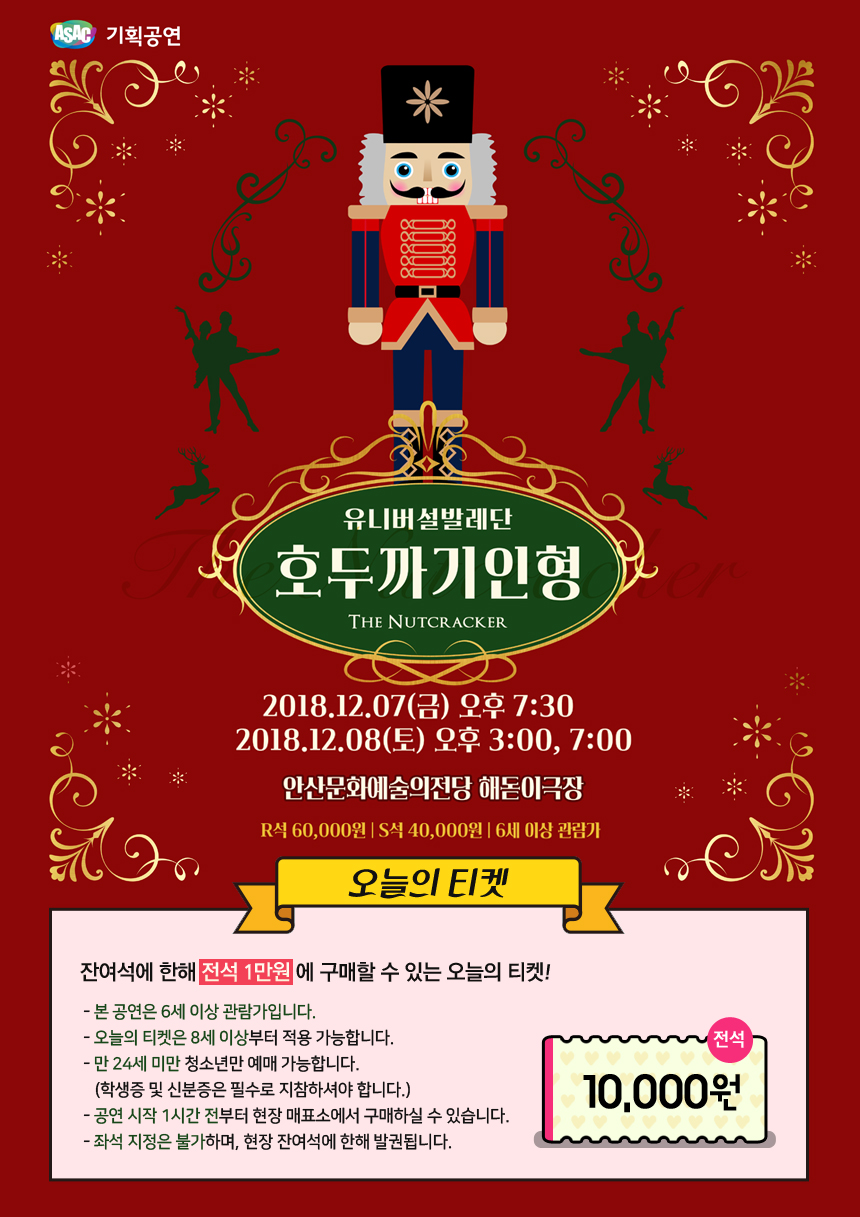 ASAC 기획공연
유니버설발레단
호두까기인형
THE NUTCRACKER
The Nutcracker
2018.12.07(금) 오후 7:30
2018.12.08(토) 오후 3:00, 7:00
안산문화예술의전당 해돋이극장
R석 60,000원 | S석 40,000원 | 6세 이상 관람가
오늘의 티켓
잔여석에 한해 전석 1만원에 구매할 수 있는 오늘의 티켓!
- 본 공연은 6세 이상 관람가입니다.
- 오늘의 티켓은 8세 이상부터 적용 가능합니다.
- 만 24세 미만 청소년만 예매 가능합니다.
(학생증 및 신분증은 필수로 지참하셔야 합니다.)
- 공연 시작 1시간 전부터 현장 매표소에서 구매하실 수 있습니다.
- 좌석 지정은 불가하며, 현장 잔여석에 한해 발권됩니다.
전석
10,000원